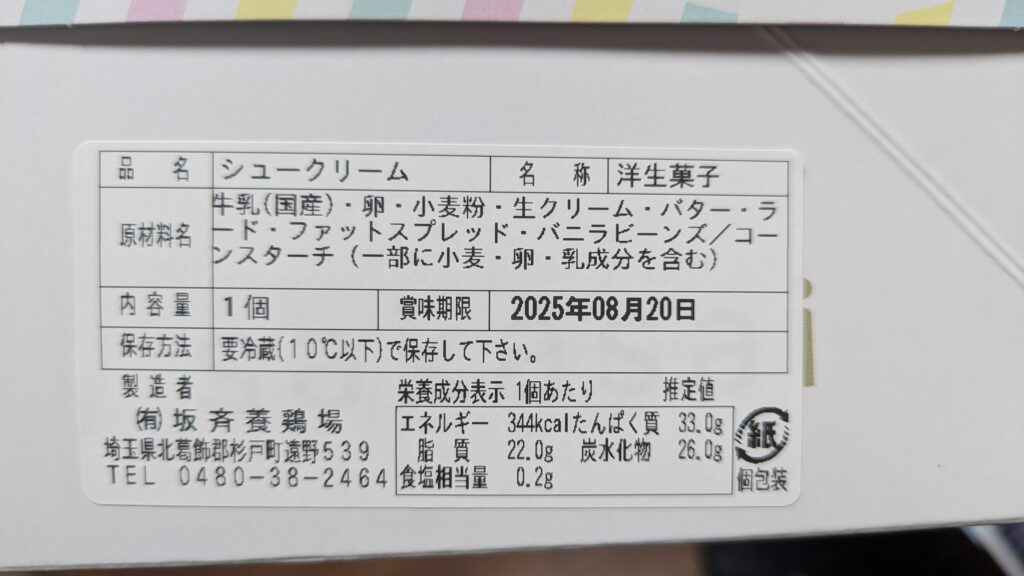 品名 シュークリーム 名称 洋生菓子
原材料名 牛乳(国産)・卵・小麦粉・生クリーム・バター・ラ
ード・ファットスプレッド・バニラビーンズ／コー
ンスターチ（一部に小麦・卵・乳成分を含む）
内容量 1個 賞味期限 2025年08月20日
保存方法 要冷蔵(10℃以下)で保存して下さい。
製造者
㈲坂斉養鶏場
埼玉県北葛飾郡杉戸町遠野539
TEL 0480-38-2464
栄養成分表示 1個あたり 推定値
エネルギー 344kcal たんぱく質 33.0g
脂質 22.0g 炭水化物 26.0g
食塩相当量 0.2g
紙
個包装